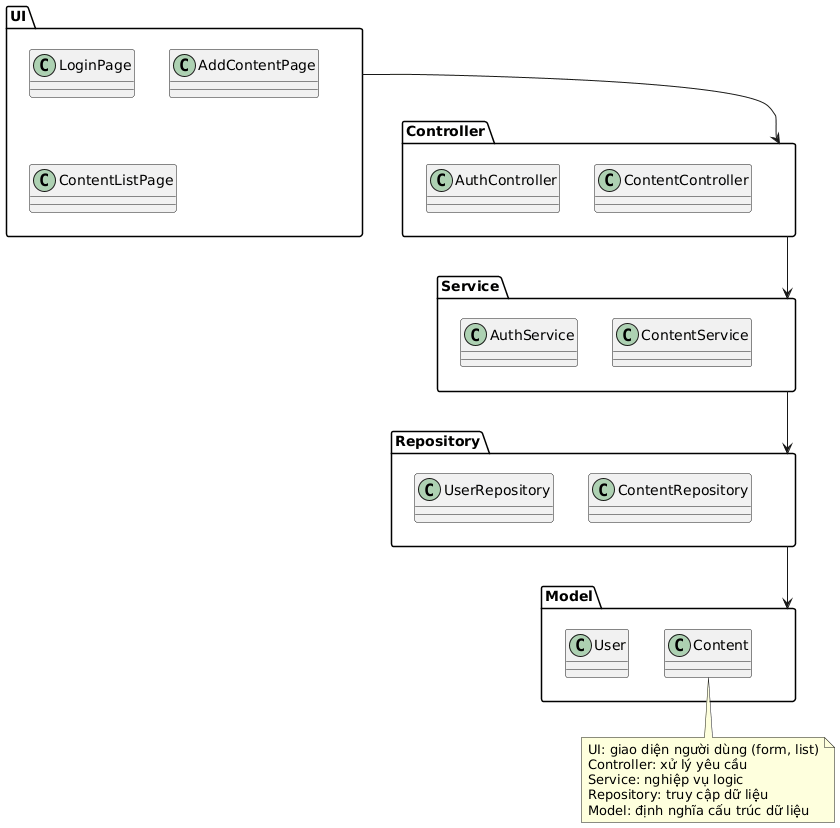 UI
C LoginPage
C AddContentPage
C ContentListPage
Controller
C AuthController
C ContentController
Service
C AuthService
C ContentService
Repository
C UserRepository
C ContentRepository
Model
C User
C Content
UI: giao diện người dùng (form, list)
Controller: xử lý yêu cầu
Service: nghiệp vụ logic
Repository: truy cập dữ liệu
Model: định nghĩa cấu trúc dữ liệu